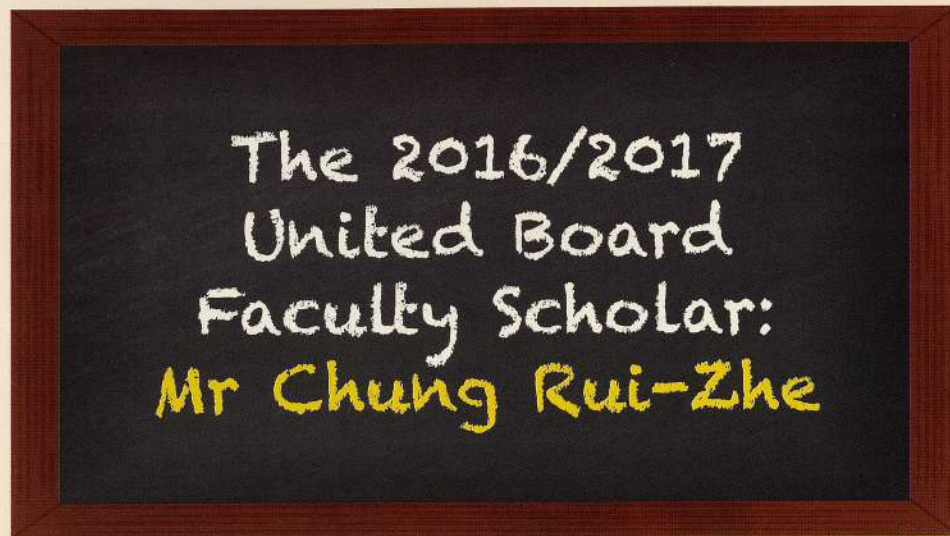 The 2016/2017
United Board
Faculty Scholar:
Mr Chung Rui-Zhe